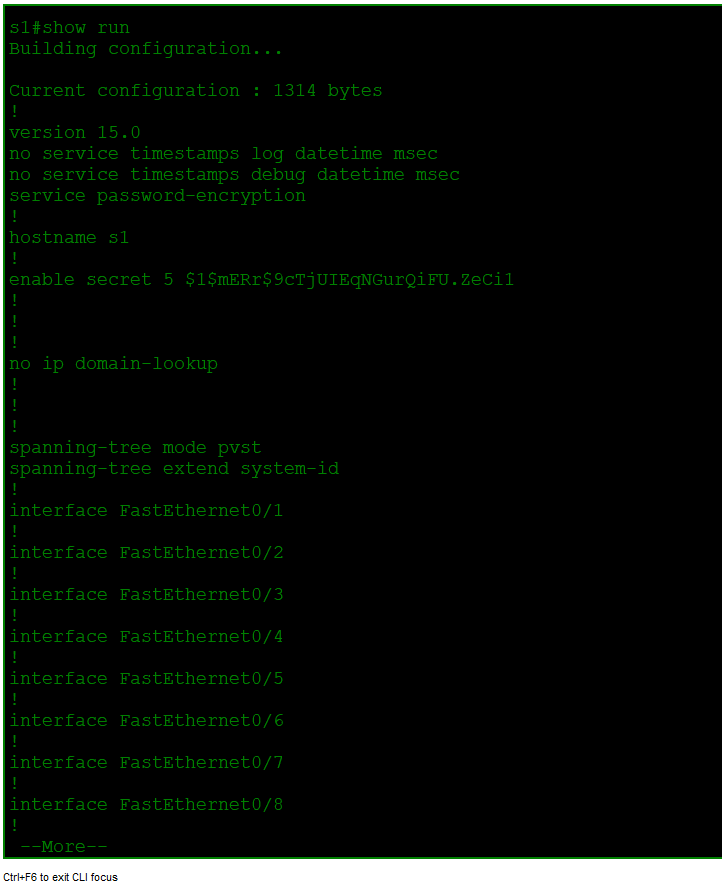 s1#show run
Building configuration...
Current configuration : 1314 bytes
!
version 15.0
no service timestamps log datetime msec
no service timestamps debug datetime msec
service password-encryption
!
hostname s1
!
enable secret 5 $1$mERr$9cTjUIEqNGurQiFU.ZeCi1
!
!
!
no ip domain-lookup
!
!
!
spanning-tree mode pvst
spanning-tree extend system-id
!
interface FastEthernet0/1
!
interface FastEthernet0/2
!
interface FastEthernet0/3
!
interface FastEthernet0/4
!
interface FastEthernet0/5
!
interface FastEthernet0/6
!
interface FastEthernet0/7
!
interface FastEthernet0/8
!
--More--
Ctrl+F6 to exit CLI focus